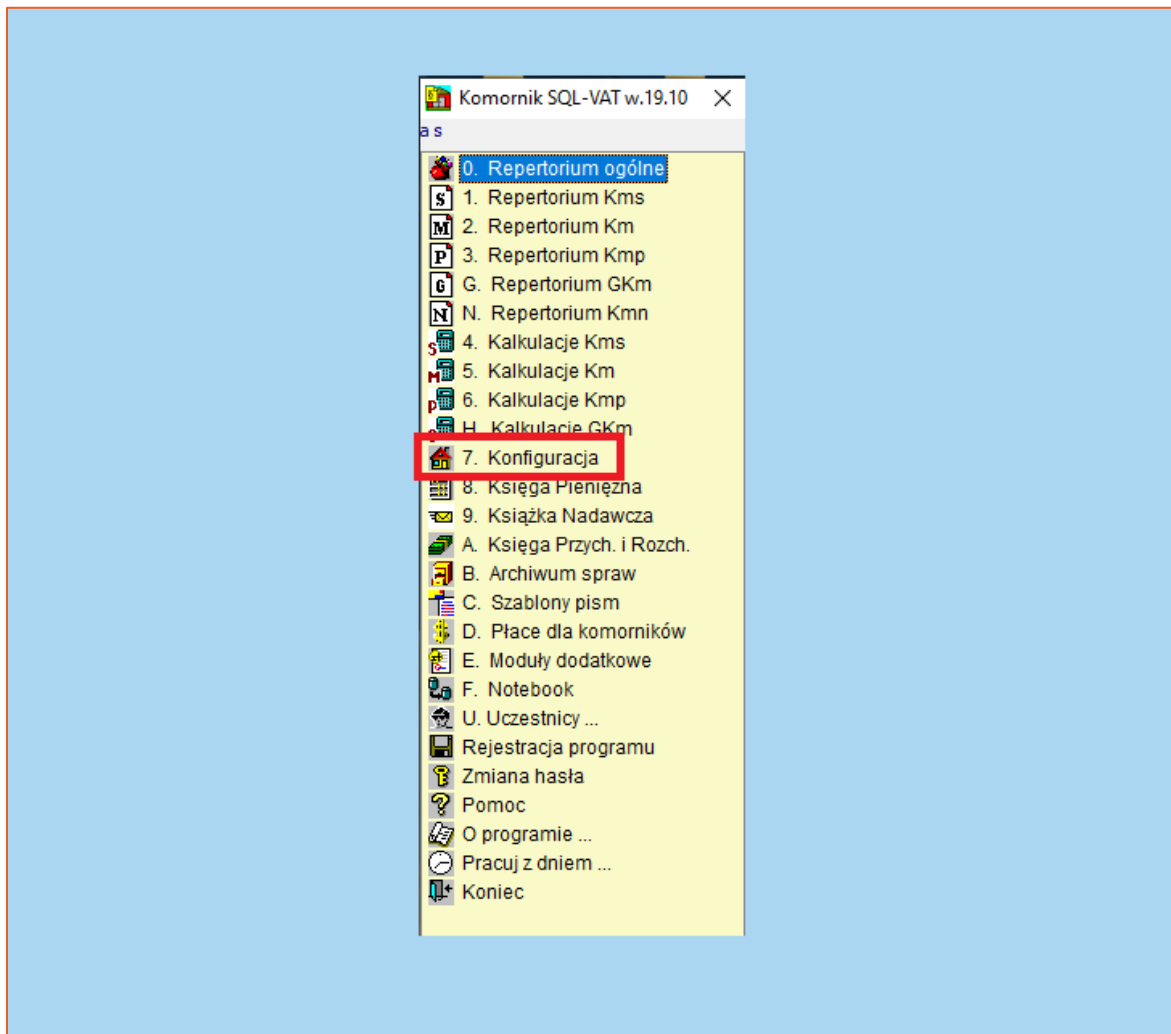 Komornik SQL-VAT w.19.10
a s
0. Repertorium ogólne
1. Repertorium Kms
2. Repertorium Km
3. Repertorium Kmp
G. Repertorium GKm
N. Repertorium Kmn
4. Kalkulacje Kms
5. Kalkulacje Km
6. Kalkulacje Kmp
H. Kalkulacje GKm
7. Konfiguracja
8. Księga Pieniężna
9. Książka Nadawcza
A. Księga Przych. i Rozch.
B. Archiwum spraw
C. Szablony pism
D. Płace dla komorników
E. Moduły dodatkowe
F. Notebook
U. Uczestnicy ...
Rejestracja programu
Zmiana hasła
Pomoc
O programie ...
Pracuj z dniem ...
Koniec